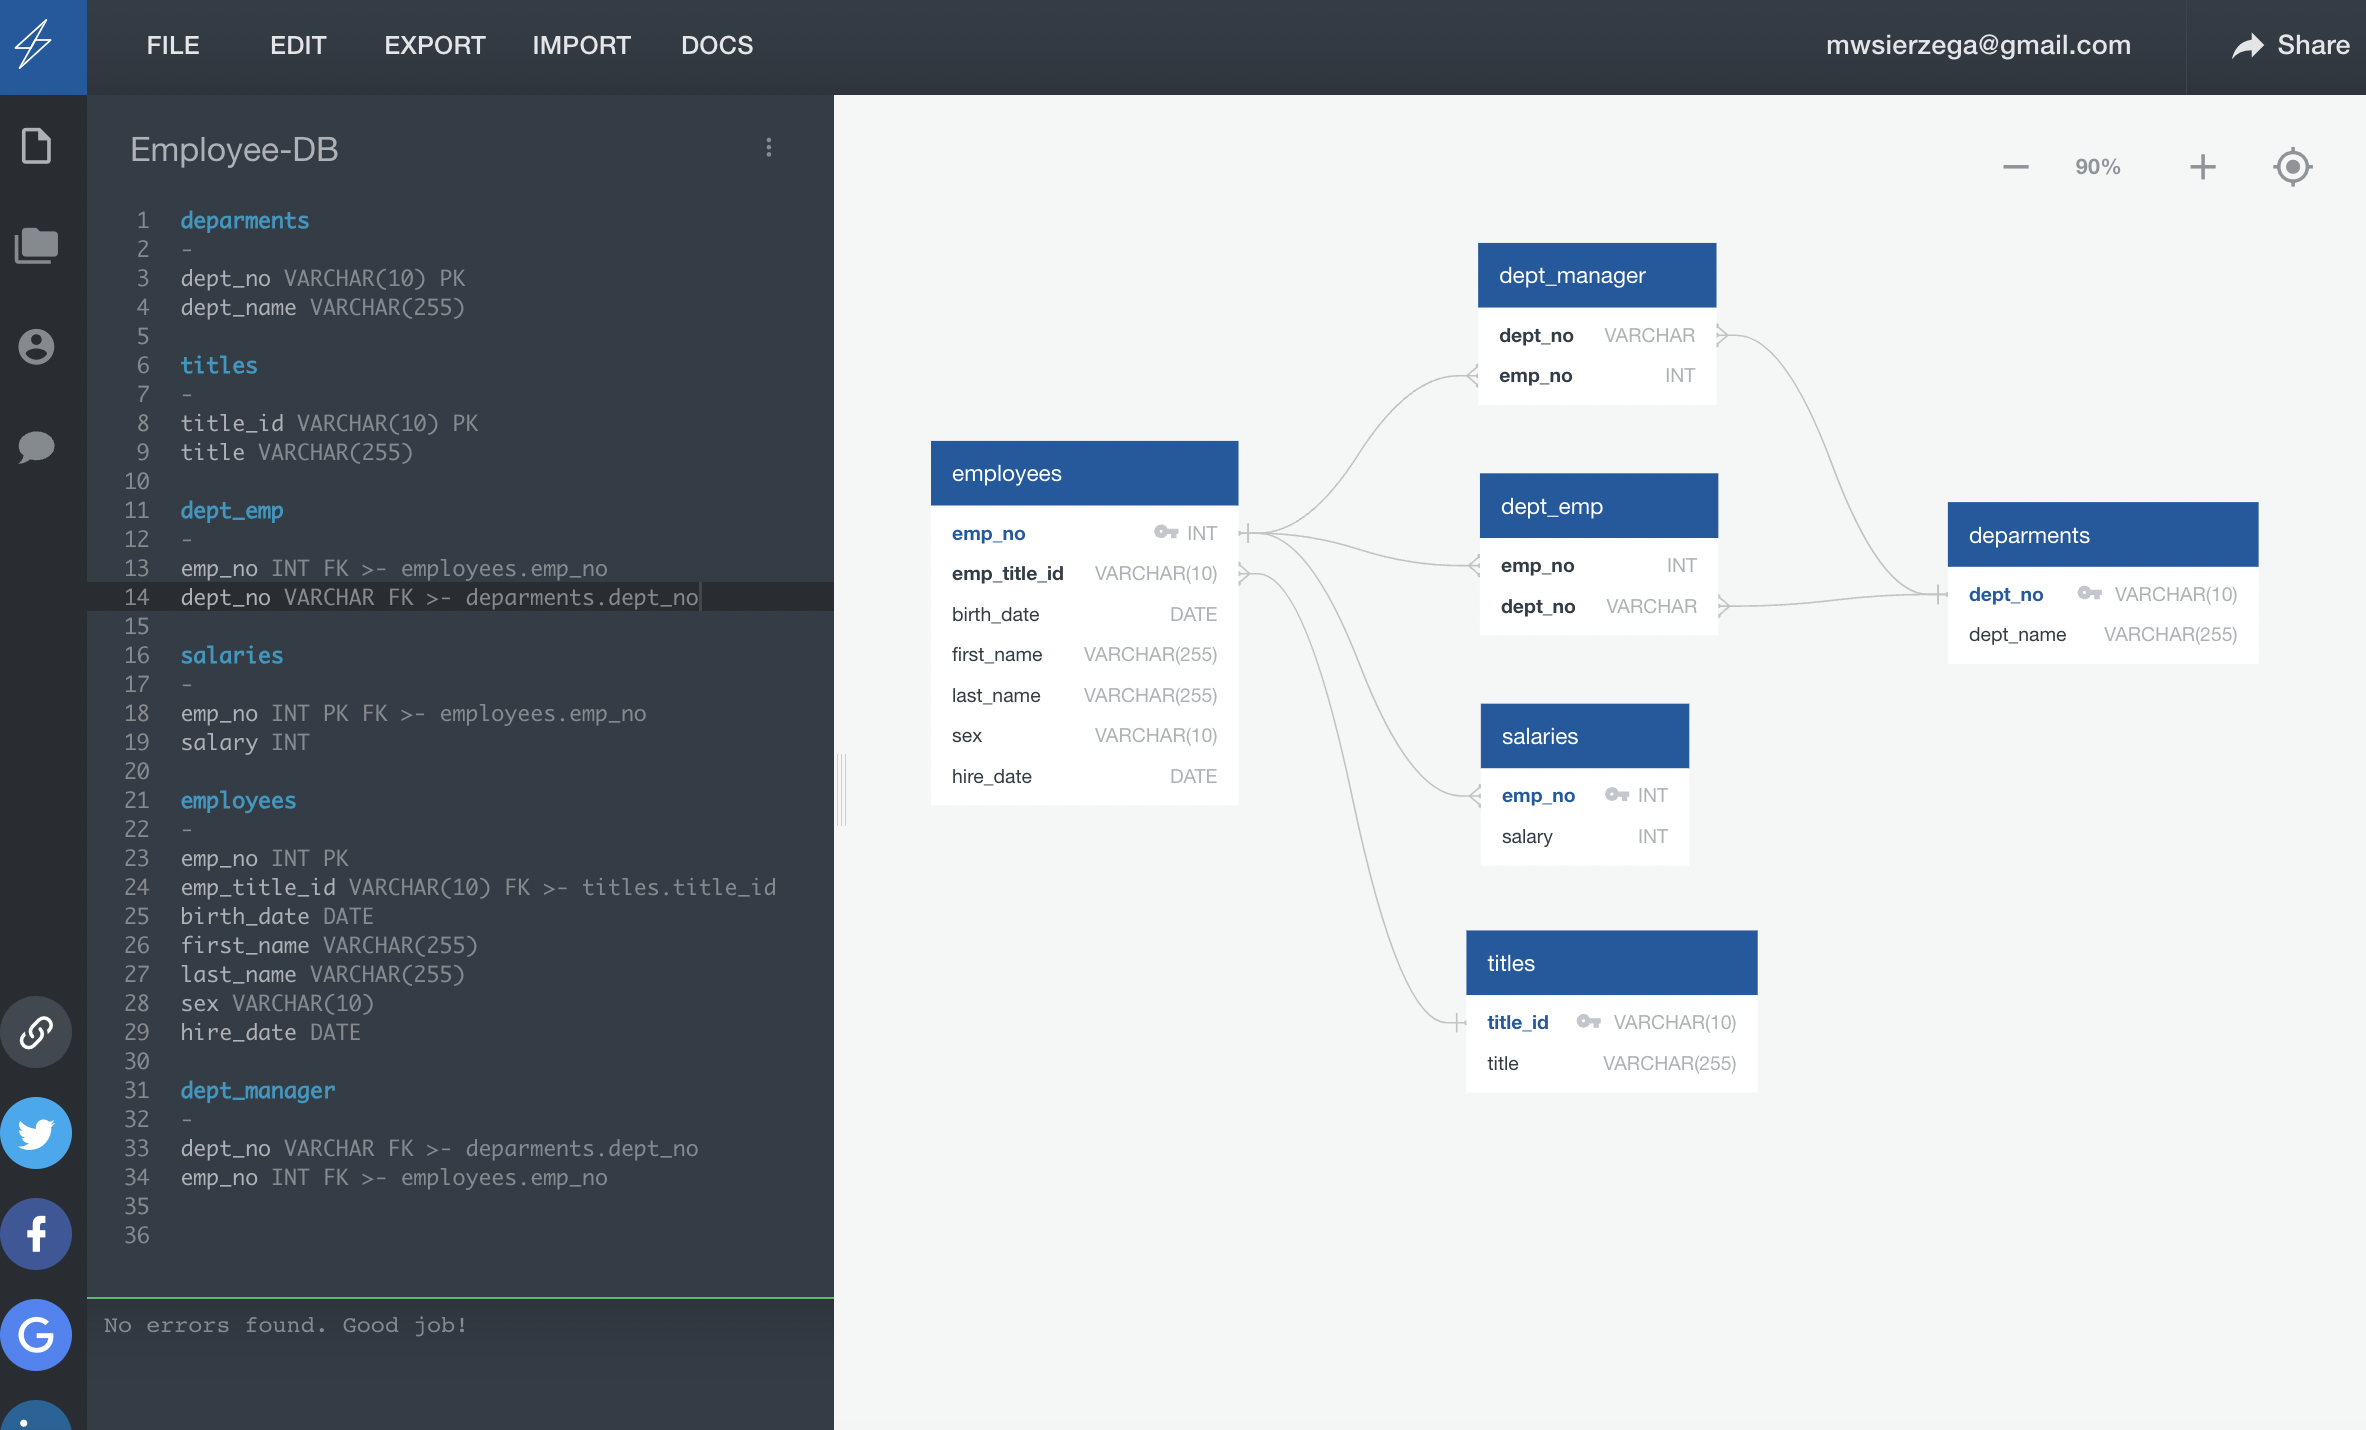 FILE EDIT EXPORT IMPORT DOCS mwsierzega@gmail.com Share
Employee-DB
1 deparments
2 -
3 dept_no VARCHAR(10) PK
4 dept_name VARCHAR(255)
5
6 titles
7 -
8 title_id VARCHAR(10) PK
9 title VARCHAR(255)
10
11 dept_emp
12 -
13 emp_no INT FK >- employees.emp_no
14 dept_no VARCHAR FK >- deparments.dept_no
15
16 salaries
17 -
18 emp_no INT PK FK >- employees.emp_no
19 salary INT
20
21 employees
22 -
23 emp_no INT PK
24 emp_title_id VARCHAR(10) FK >- titles.title_id
25 birth_date DATE
26 first_name VARCHAR(255)
27 last_name VARCHAR(255)
28 sex VARCHAR(10)
29 hire_date DATE
30
31 dept_manager
32 -
33 dept_no VARCHAR FK >- deparments.dept_no
34 emp_no INT FK >- employees.emp_no
35
36
No errors found. Good job!
90%
employees
emp_no INT
emp_title_id VARCHAR(10)
birth_date DATE
first_name VARCHAR(255)
last_name VARCHAR(255)
sex VARCHAR(10)
hire_date DATE
dept_manager
dept_no VARCHAR
emp_no INT
dept_emp
emp_no INT
dept_no VARCHAR
salaries
emp_no INT
salary INT
titles
title_id VARCHAR(10)
title VARCHAR(255)
deparments
dept_no VARCHAR(10)
dept_name VARCHAR(255)